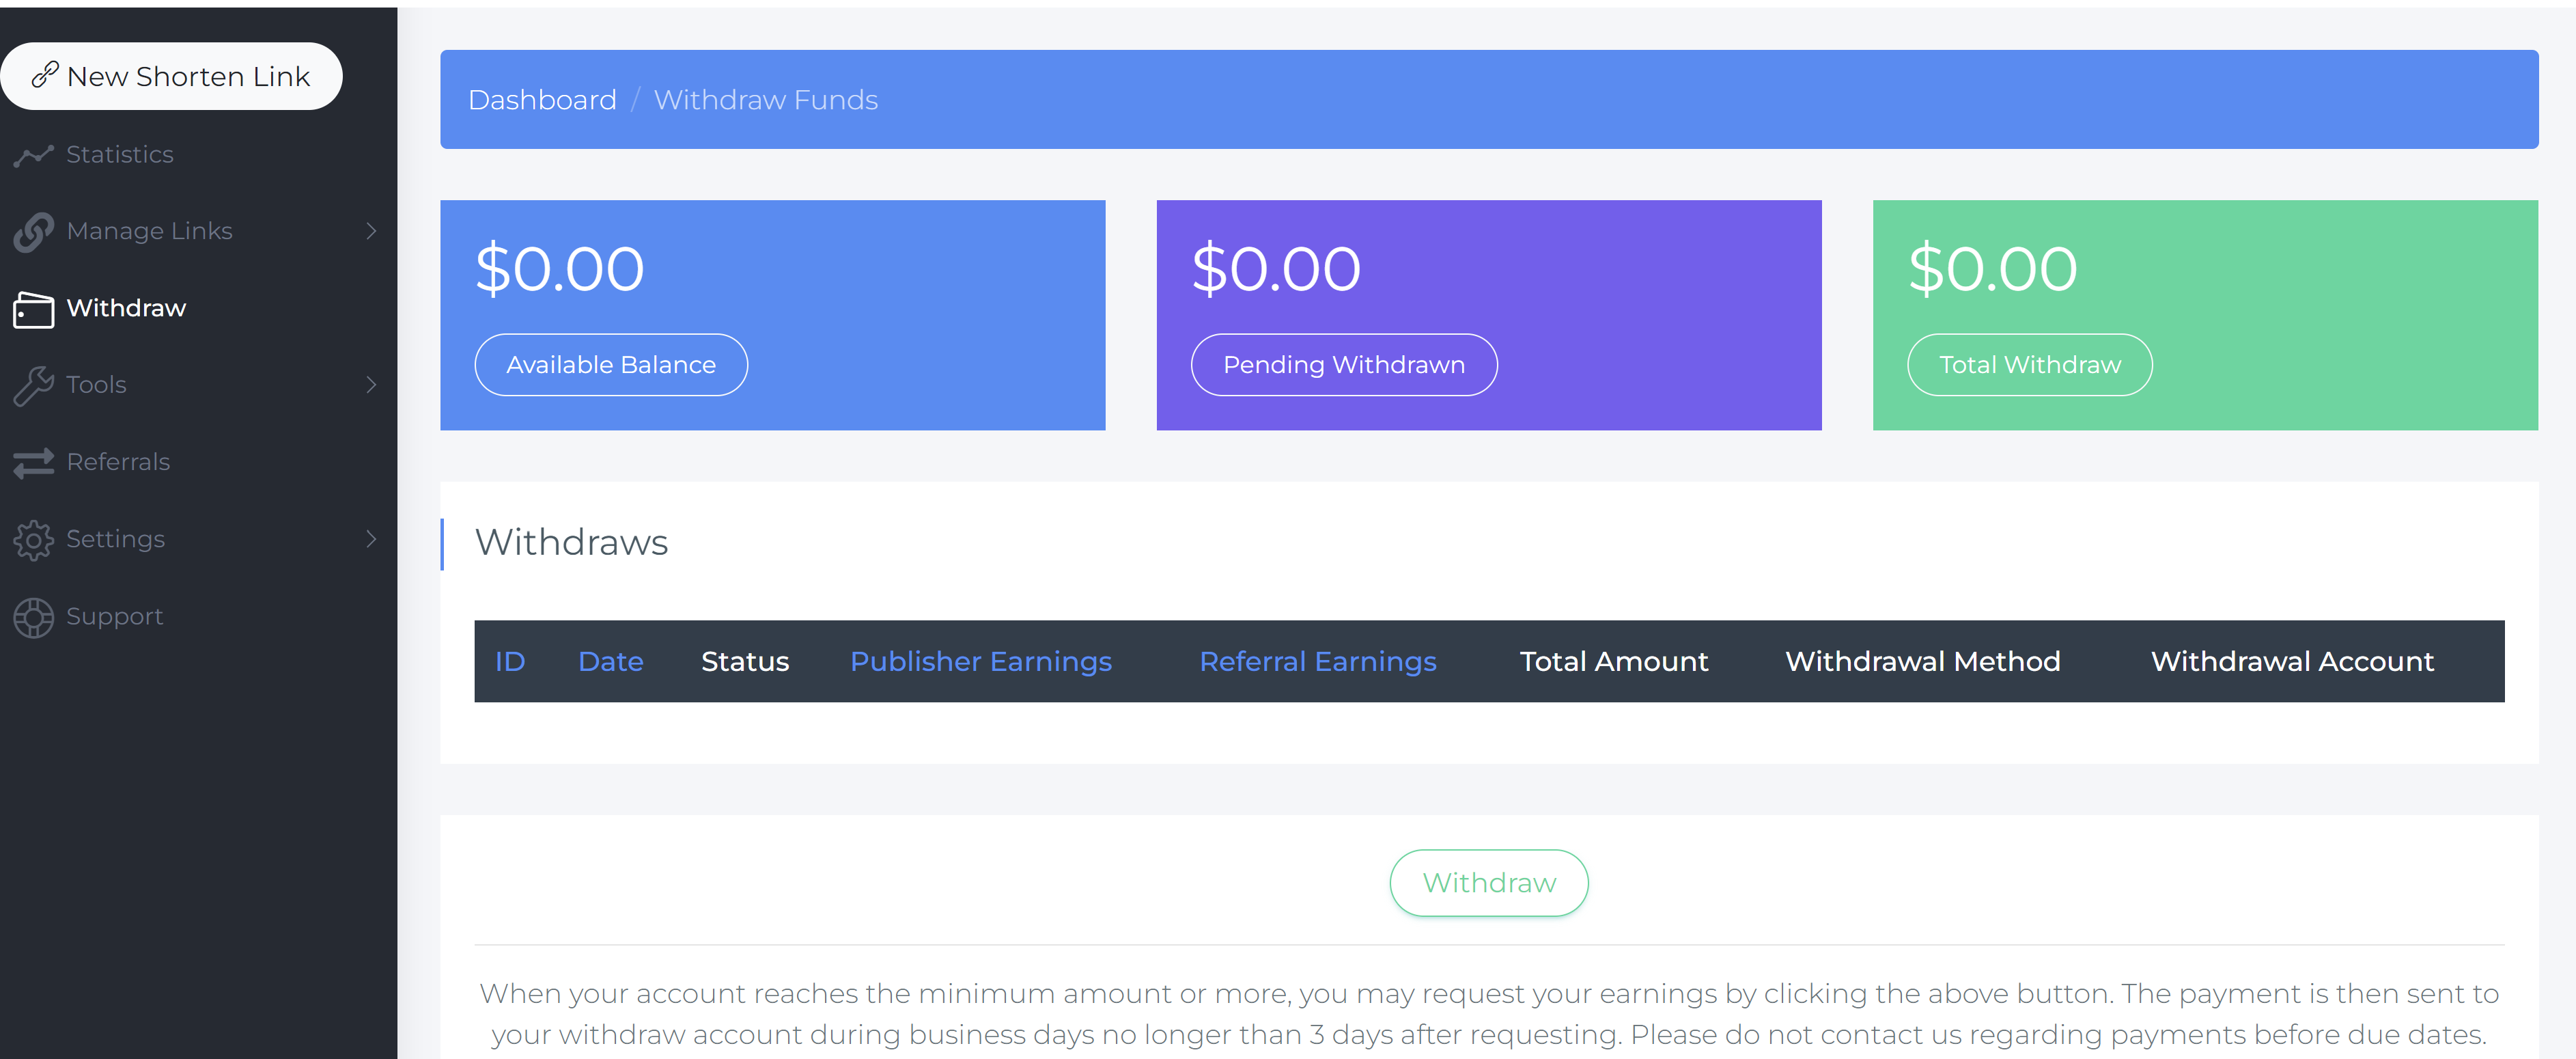 New Shorten Link
Statistics
Manage Links
Withdraw
Tools
Referrals
Settings
Support
Dashboard / Withdraw Funds
$0.00
Available Balance
$0.00
Pending Withdrawn
$0.00
Total Withdraw
Withdraws
ID Date Status Publisher Earnings Referral Earnings Total Amount Withdrawal Method Withdrawal Account
Withdraw
When your account reaches the minimum amount or more, you may request your earnings by clicking the above button. The payment is then sent to
your withdraw account during business days no longer than 3 days after requesting. Please do not contact us regarding payments before due dates.